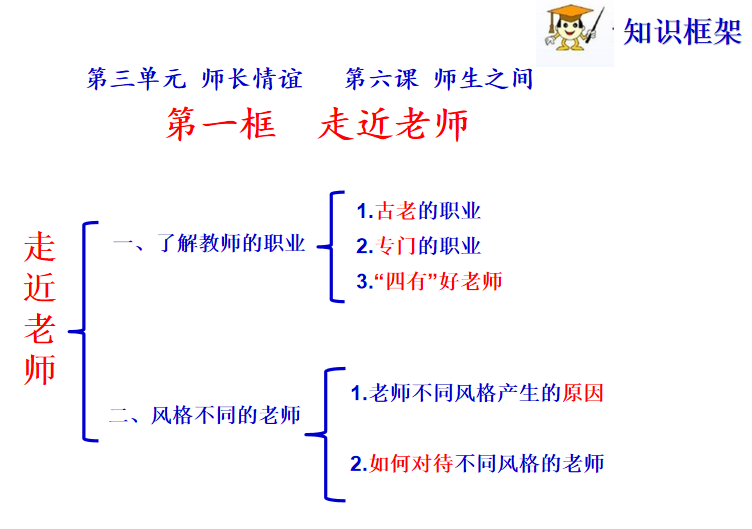 知识框架
第三单元 师长情谊 第六课 师生之间
第一框 走近老师
走近老师
一、了解教师的职业
1.古老的职业
2.专门的职业
3.“四有”好老师
二、风格不同的老师
1.老师不同风格产生的原因
2.如何对待不同风格的老师